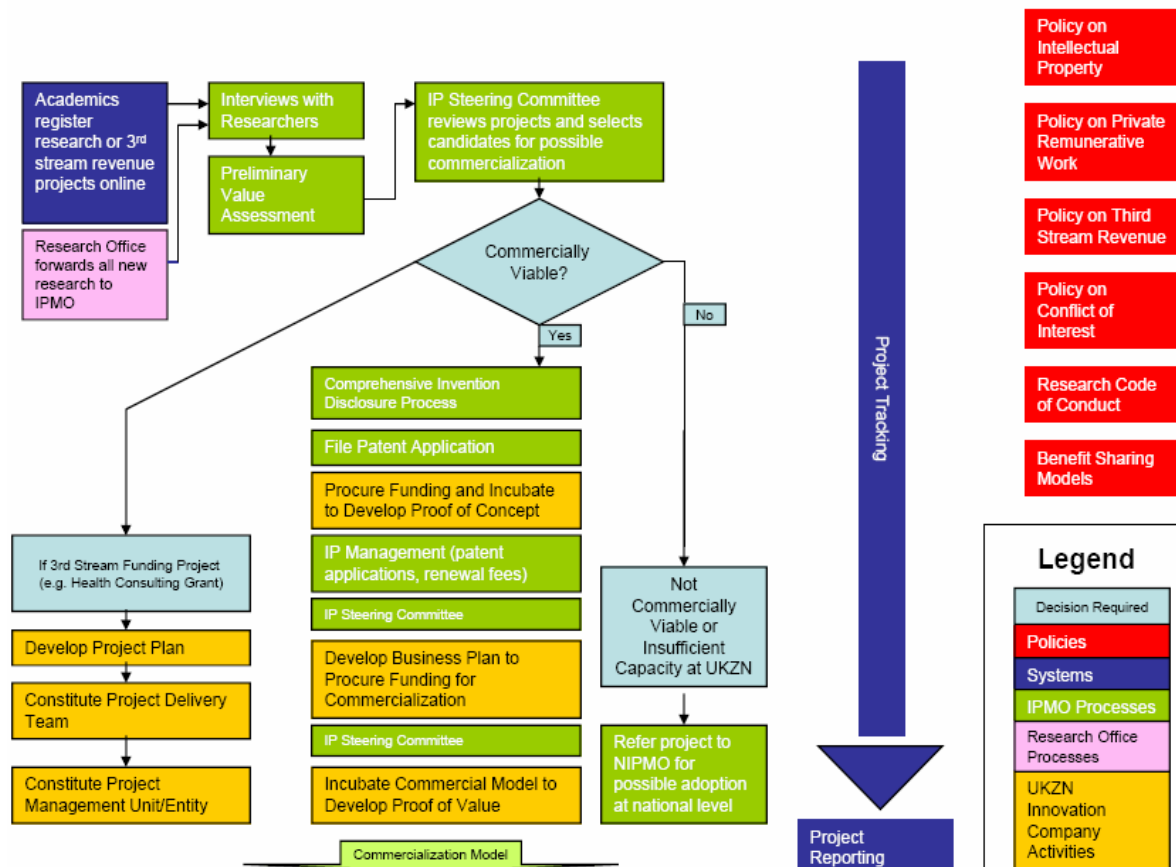 Academics
register
research or 3rd
stream revenue
projects online
Research Office
forwards all new
research to
IPMO
Interviews with
Researchers
Preliminary
Value
Assessment
IP Steering Committee
reviews projects and selects
candidates for possible
commercialization
Commercially
Viable?
Yes
No
If 3rd Stream Funding Project
(e.g. Health Consulting Grant)
Develop Project Plan
Constitute Project Delivery
Team
Constitute Project
Management Unit/Entity
Comprehensive Invention
Disclosure Process
File Patent Application
Procure Funding and Incubate
to Develop Proof of Concept
IP Management (patent
applications, renewal fees)
IP Steering Committee
Develop Business Plan to
Procure Funding for
Commercialization
IP Steering Committee
Incubate Commercial Model to
Develop Proof of Value
Commercialization Model
Not
Commercially
Viable or
Insufficient
Capacity at UKZN
Refer project to
NIPMO for
possible adoption
at national level
Project Tracking
Project
Reporting
Policy on
Intellectual
Property
Policy on Private
Remunerative
Work
Policy on Third
Stream Revenue
Policy on
Conflict of
Interest
Research Code
of Conduct
Benefit Sharing
Models
Legend
Decision Required
Policies
Systems
IPMO Processes
Research Office
Processes
UKZN
Innovation
Company
Activities